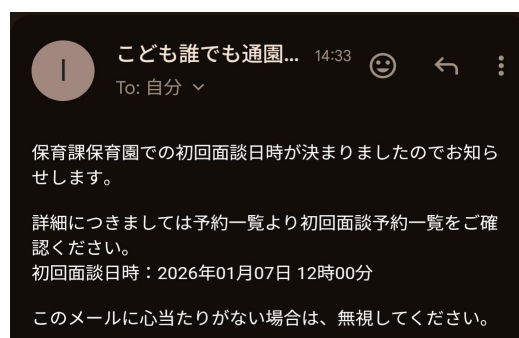 こども誰でも通園... 14:33
I
To: 自分
保育課保育園での初回面談日時が決まりましたのでお知ら
せします。
詳細につきましては予約一覧より初回面談予約一覧をご確
認ください。
初回面談日時：2026年01月07日 12時00分
このメールに心当たりがない場合は、無視してください。